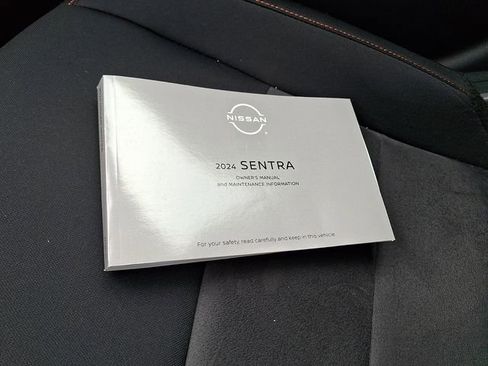 NISSAN
2024 SENTRA
OWNER'S MANUAL
and MAINTENANCE INFORMATION
For your safety, read carefully and keep in this vehicle.